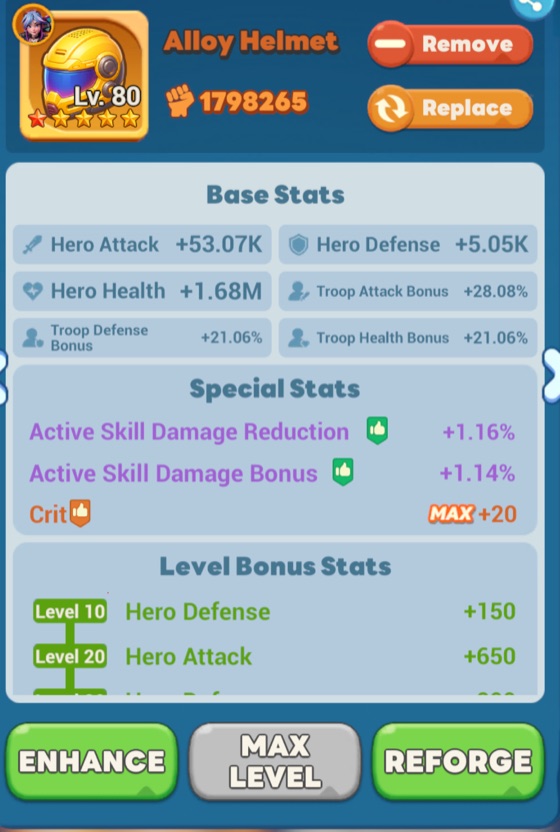 Alloy Helmet
Remove
Lv. 80
1798265
Replace
Base Stats
Hero Attack +53.07K
Hero Defense +5.05K
Hero Health +1.68M
Troop Attack Bonus +28.08%
Troop Defense
Bonus +21.06%
Troop Health Bonus +21.06%
Special Stats
Active Skill Damage Reduction +1.16%
Active Skill Damage Bonus +1.14%
Crit MAX +20
Level Bonus Stats
Level 10 Hero Defense +150
Level 20 Hero Attack +650
ENHANCE
MAX
LEVEL
REFORGE